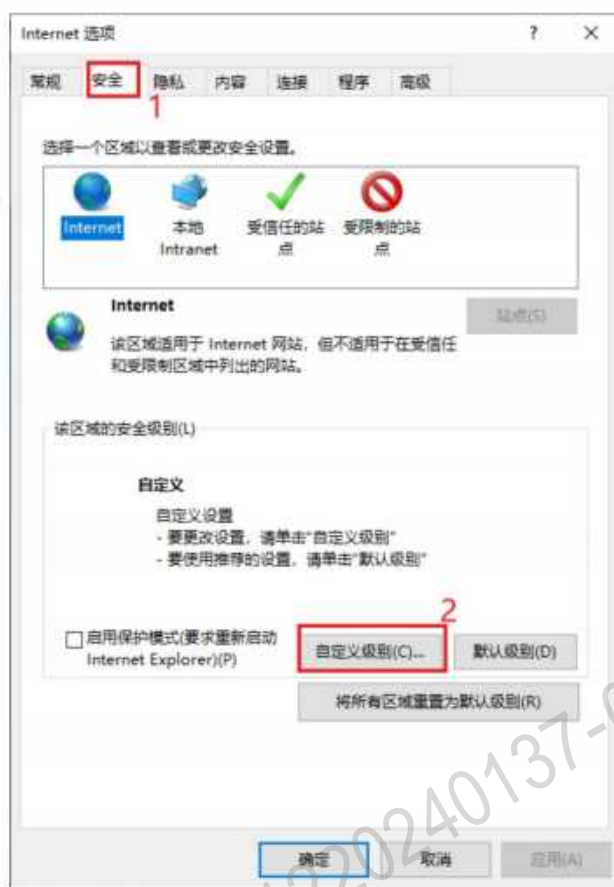 Internet 选项
? ×
常规 安全 隐私 内容 连接 程序 高级
1
选择一个区域以查看或更改安全设置。
Internet 本地 受信任的站 受限制的站
Intranet 点 点
Internet
站点(S)
该区域适用于 Internet 网站，但不适用于在受信任
和受限制区域中列出的网站。
该区域的安全级别(L)
自定义
自定义设置
- 要更改设置，请单击"自定义级别"
- 要使用推荐的设置，请单击"默认级别"
2
启用保护模式(要求重新启动
Internet Explorer)(P)
自定义级别(C)...
默认级别(D)
将所有区域重置为默认级别(R)
确定 取消 应用(A)